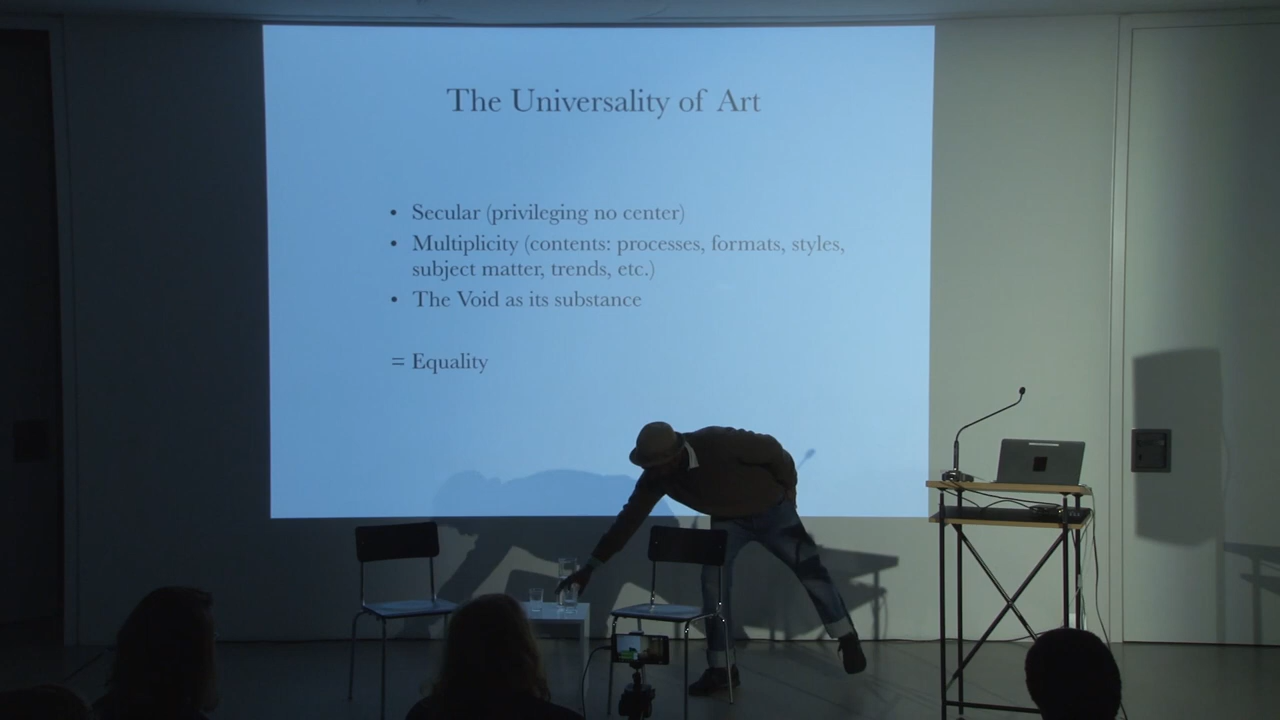 The Universality of Art
• Secular (privileging no center)
• Multiplicity (contents: processes, formats, styles,
subject matter, trends, etc.)
• The Void as its substance
= Equality